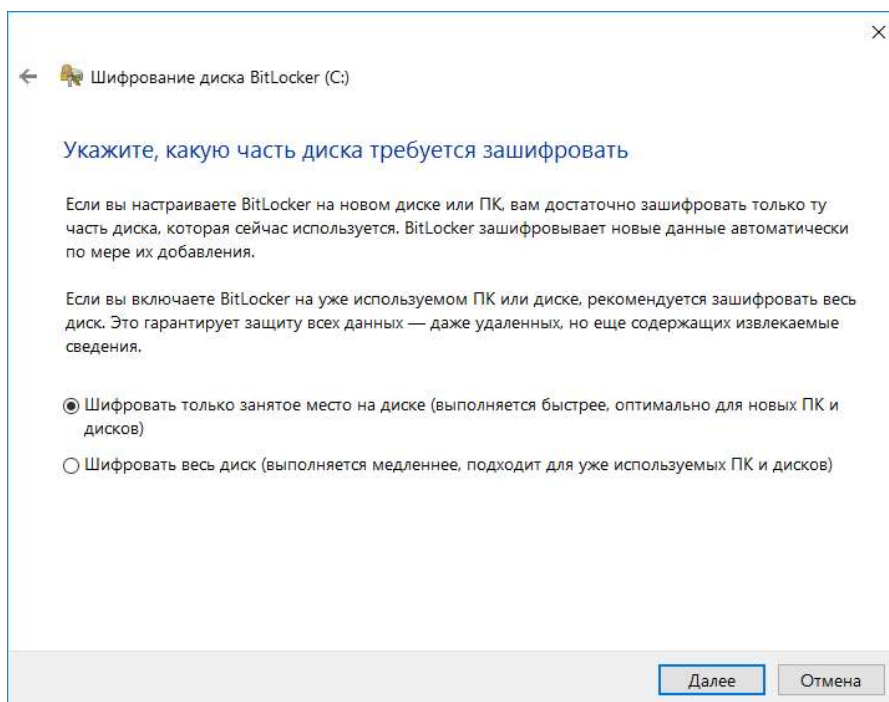 Шифрование диска BitLocker (C:)
Укажите, какую часть диска требуется зашифровать
Если вы настраиваете BitLocker на новом диске или ПК, вам достаточно зашифровать только ту
часть диска, которая сейчас используется. BitLocker зашифровывает новые данные автоматически
по мере их добавления.
Если вы включаете BitLocker на уже используемом ПК или диске, рекомендуется зашифровать весь
диск. Это гарантирует защиту всех данных — даже удаленных, но еще содержащих извлекаемые
сведения.
Шифровать только занятое место на диске (выполняется быстрее, оптимально для новых ПК и
дисков)
Шифровать весь диск (выполняется медленнее, подходит для уже используемых ПК и дисков)
Далее
Отмена